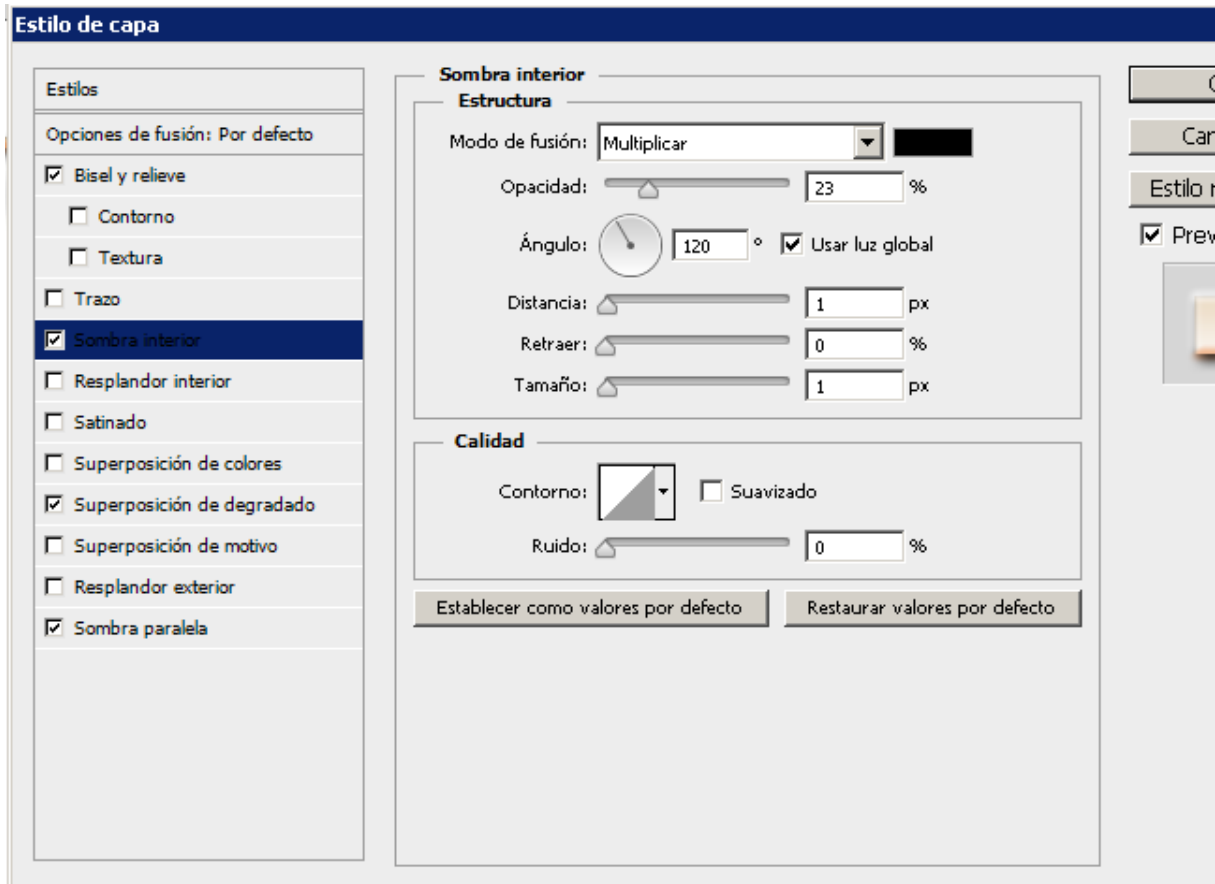 Estilo de capa
Estilos
Opciones de fusión: Por defecto
Bisel y relieve
Contorno
Textura
Trazo
Sombra interior
Resplandor interior
Satinado
Superposición de colores
Superposición de degradado
Superposición de motivo
Resplandor exterior
Sombra paralela
Sombra interior
Estructura
Modo de fusión: Multiplicar
Opacidad: 23 %
Ángulo: 120 ° Usar luz global
Distancia: 1 px
Retraer: 0 %
Tamaño: 1 px
Calidad
Contorno: Suavizado
Ruido: 0 %
Establecer como valores por defecto Restaurar valores por defecto
Estilo